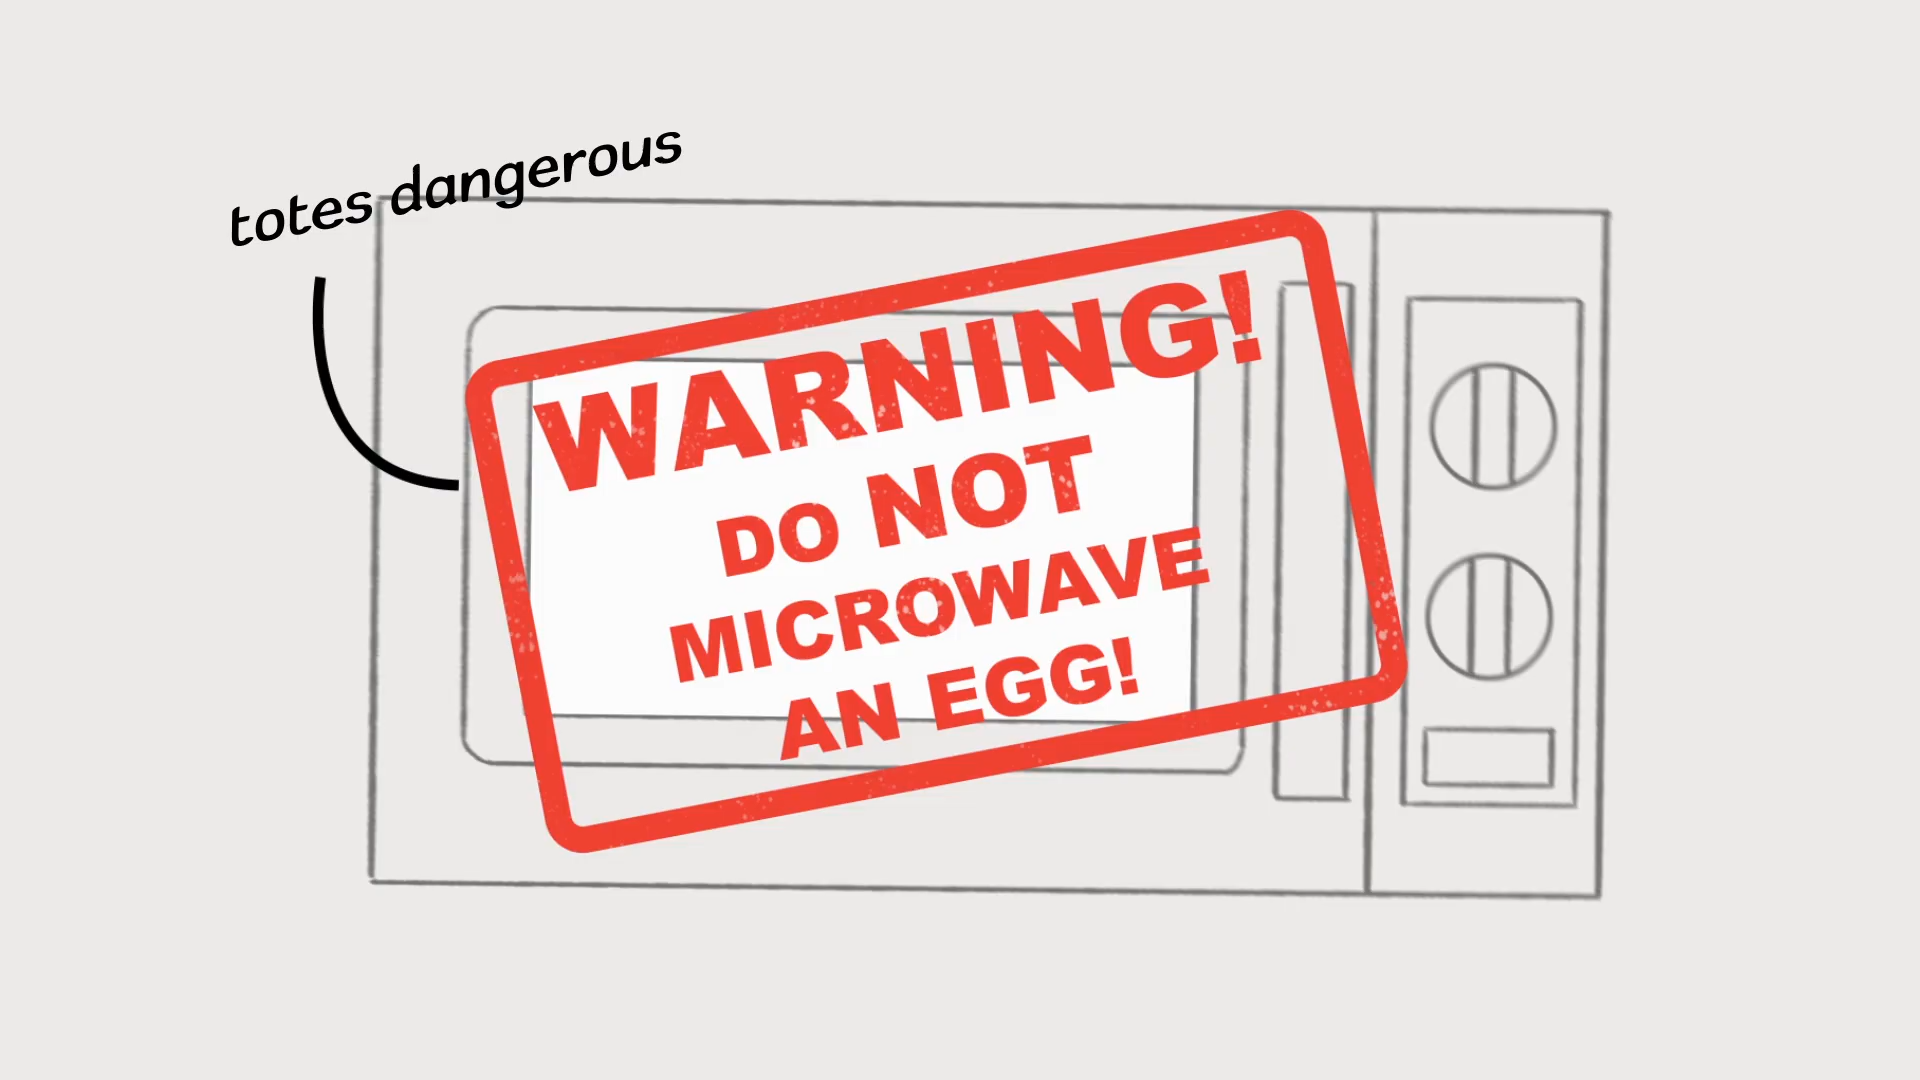 totes dangerous
WARNING!
DO NOT
MICROWAVE
AN EGG!